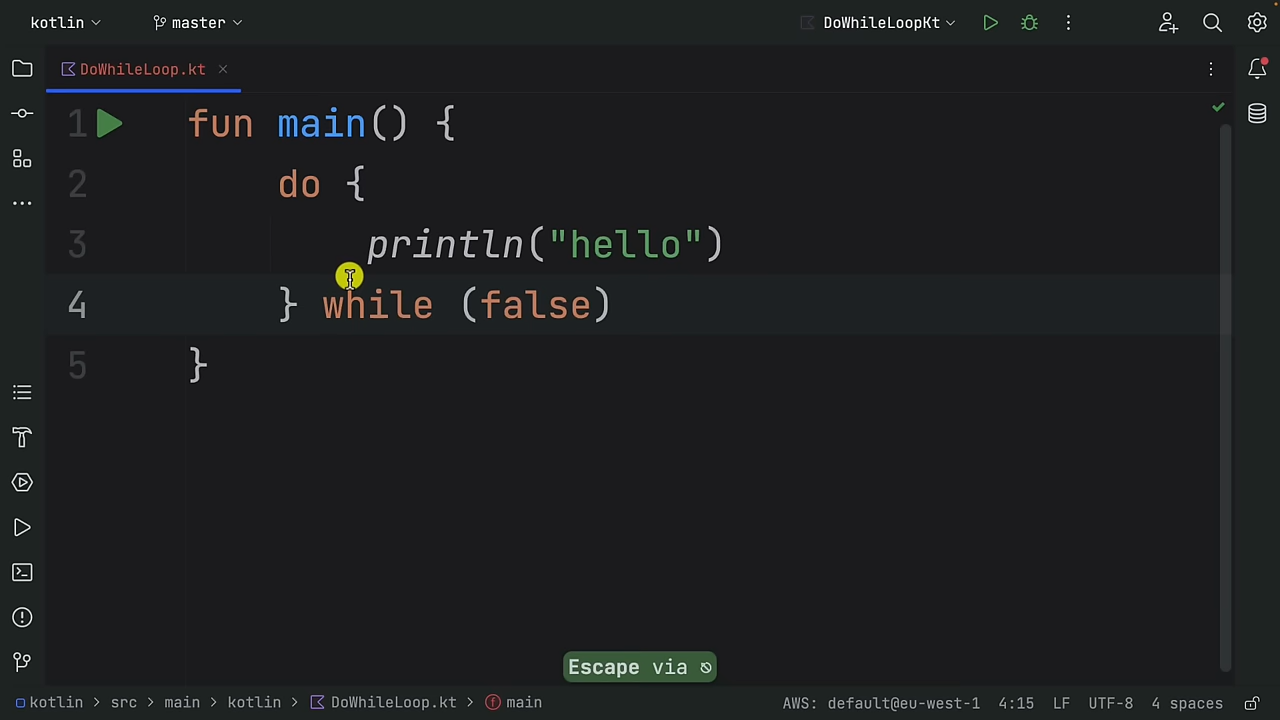 kotlin master DoWhileLoopKt
DoWhileLoop.kt
1 fun main() {
2 do {
3 println("hello")
4 } while (false)
5 }
Escape via
kotlin > src > main > kotlin > DoWhileLoop.kt > main AWS: default@eu-west-1 4:15 LF UTF-8 4 spaces